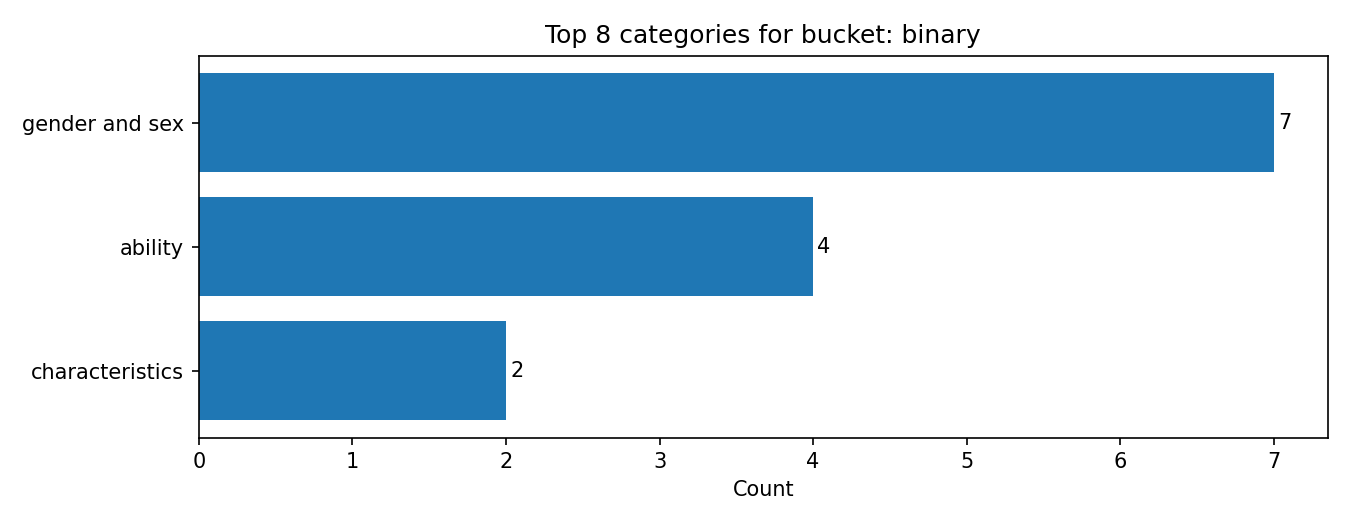 Top 8 categories for bucket: binary
gender and sex
7
ability
4
characteristics
2
0 1 2 3 4 5 6 7
Count